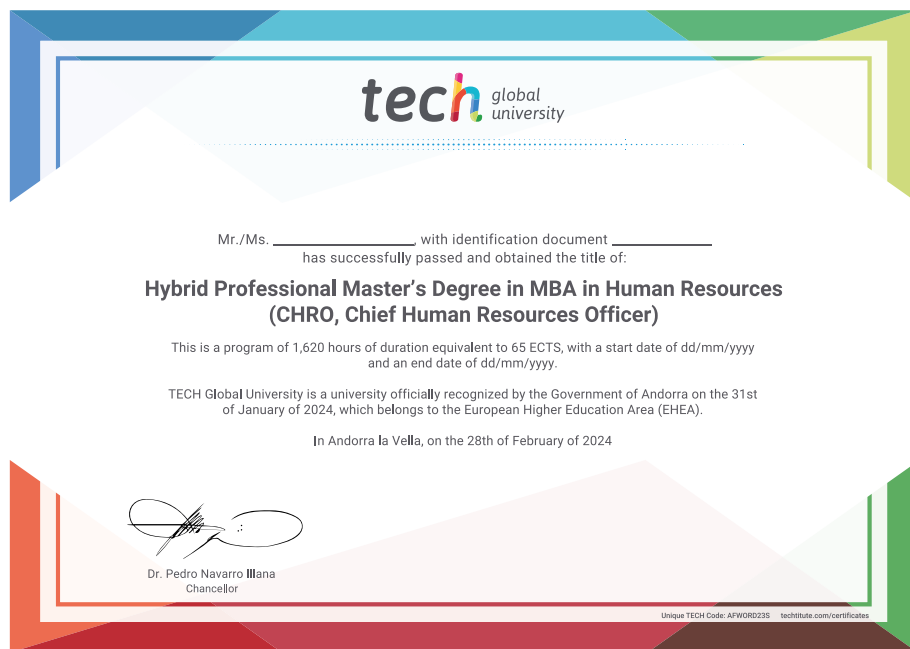 tech global
university
Mr./Ms. ________________, with identification document ___________
has successfully passed and obtained the title of:
Hybrid Professional Master’s Degree in MBA in Human Resources
(CHRO, Chief Human Resources Officer)
This is a program of 1,620 hours of duration equivalent to 65 ECTS, with a start date of dd/mm/yyyy
and an end date of dd/mm/yyyy.
TECH Global University is a university officially recognized by the Government of Andorra on the 31st
of January of 2024, which belongs to the European Higher Education Area (EHEA).
In Andorra la Vella, on the 28th of February of 2024
Dr. Pedro Navarro Illana
Chancellor
Unique TECH Code: AFWORD23S techtitute.com/certificates